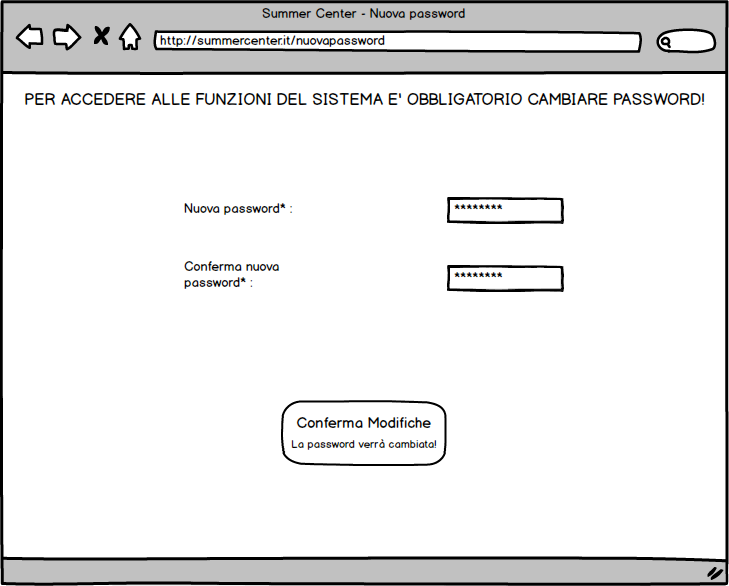 Summer Center - Nuova password
http://summercenter.it/nuovapassword
PER ACCEDERE ALLE FUNZIONI DEL SISTEMA E' OBBLIGATORIO CAMBIARE PASSWORD!
Nuova password* :
********
Conferma nuova
password* :
********
Conferma Modifiche
La password verrà cambiata!